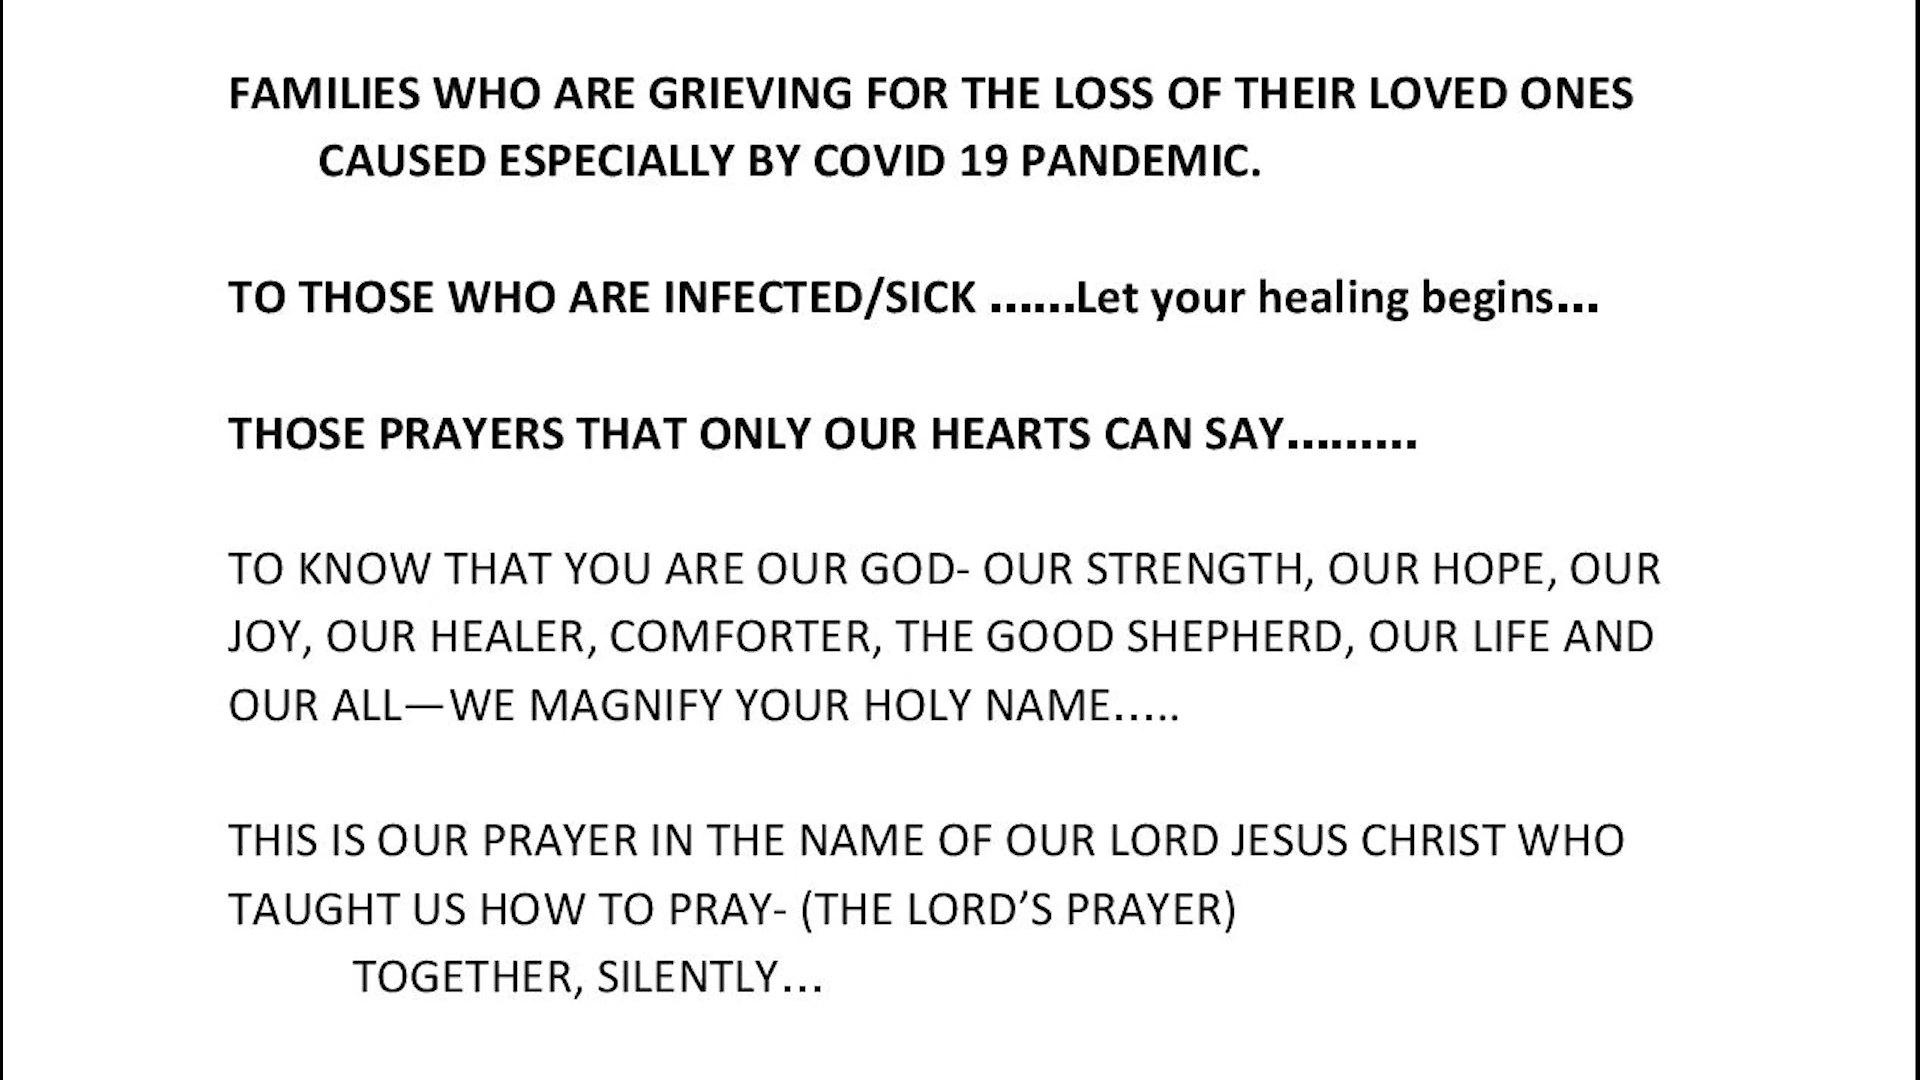 FAMILIES WHO ARE GRIEVING FOR THE LOSS OF THEIR LOVED ONES
CAUSED ESPECIALLY BY COVID 19 PANDEMIC.
TO THOSE WHO ARE INFECTED/SICK ......Let your healing begins...
THOSE PRAYERS THAT ONLY OUR HEARTS CAN SAY.........
TO KNOW THAT YOU ARE OUR GOD- OUR STRENGTH, OUR HOPE, OUR
JOY, OUR HEALER, COMFORTER, THE GOOD SHEPHERD, OUR LIFE AND
OUR ALL—WE MAGNIFY YOUR HOLY NAME.....
THIS IS OUR PRAYER IN THE NAME OF OUR LORD JESUS CHRIST WHO
TAUGHT US HOW TO PRAY- (THE LORD’S PRAYER)
TOGETHER, SILENTLY...